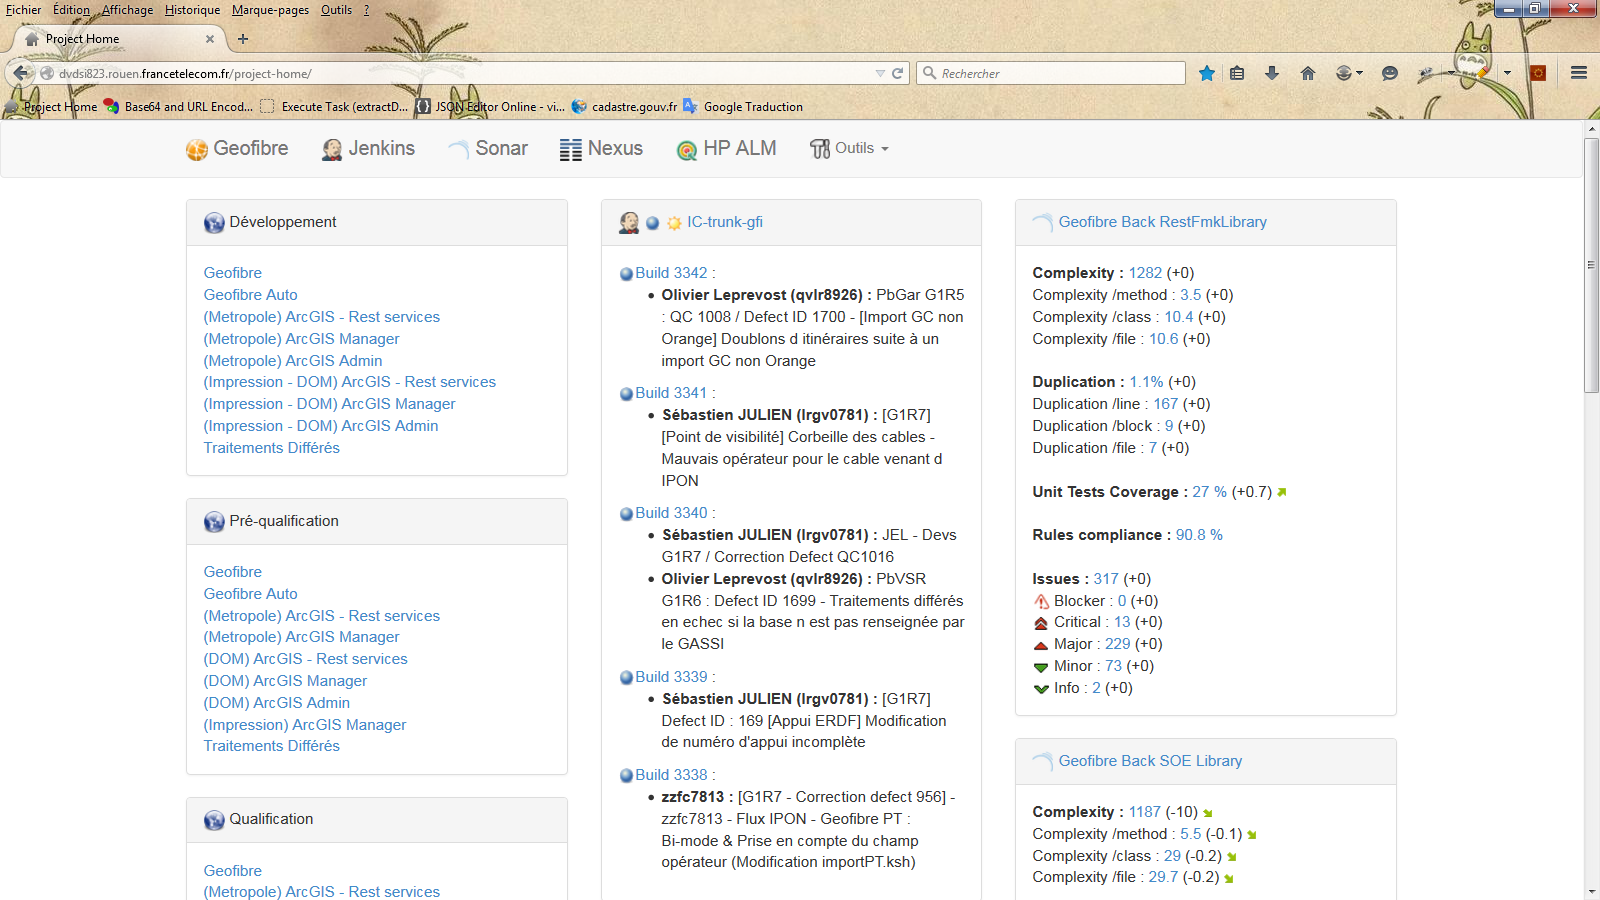 Fichier Édition Affichage Historique Marque-pages Outils ?
Project Home
dvdsi823.rouen.francetelecom.fr/project-home/
Rechercher
Project Home Base64 and URL Encod... Execute Task (extractD... JSON Editor Online - vi... cadastre.gouv.fr Google Traduction
Geofibre Jenkins Sonar Nexus HP ALM Outils
Développement
Geofibre
Geofibre Auto
(Metropole) ArcGIS - Rest services
(Metropole) ArcGIS Manager
(Metropole) ArcGIS Admin
(Impression - DOM) ArcGIS - Rest services
(Impression - DOM) ArcGIS Manager
(Impression - DOM) ArcGIS Admin
Traitements Différés
Pré-qualification
Geofibre
Geofibre Auto
(Metropole) ArcGIS - Rest services
(Metropole) ArcGIS Manager
(DOM) ArcGIS - Rest services
(DOM) ArcGIS Manager
(DOM) ArcGIS Admin
(Impression) ArcGIS Manager
Traitements Différés
Qualification
Geofibre
(Metropole) ArcGIS - Rest services
IC-trunk-gfi
Build 3342 :
• Olivier Leprevost (qvlr8926) : PbGar G1R5
: QC 1008 / Defect ID 1700 - [Import GC non
Orange] Doublons d itinéraires suite à un
import GC non Orange
Build 3341 :
• Sébastien JULIEN (lrgv0781) : [G1R7]
[Point de visibilité] Corbeille des cables -
Mauvais opérateur pour le cable venant d
IPON
Build 3340 :
• Sébastien JULIEN (lrgv0781) : JEL - Devs
G1R7 / Correction Defect QC1016
• Olivier Leprevost (qvlr8926) : PbVSR
G1R6 : Defect ID 1699 - Traitements différés
en echec si la base n est pas renseignée par
le GASSI
Build 3339 :
• Sébastien JULIEN (lrgv0781) : [G1R7]
Defect ID : 169 [Appui ERDF] Modification
de numéro d'appui incomplète
Build 3338 :
• zzfc7813 : [G1R7 - Correction defect 956] -
zzfc7813 - Flux IPON - Geofibre PT :
Bi-mode & Prise en compte du champ
opérateur (Modification importPT.ksh)
Geofibre Back RestFmkLibrary
Complexity : 1282 (+0)
Complexity /method : 3.5 (+0)
Complexity /class : 10.4 (+0)
Complexity /file : 10.6 (+0)
Duplication : 1.1% (+0)
Duplication /line : 167 (+0)
Duplication /block : 9 (+0)
Duplication /file : 7 (+0)
Unit Tests Coverage : 27 % (+0.7)
Rules compliance : 90.8 %
Issues : 317 (+0)
Blocker : 0 (+0)
Critical : 13 (+0)
Major : 229 (+0)
Minor : 73 (+0)
Info : 2 (+0)
Geofibre Back SOE Library
Complexity : 1187 (-10)
Complexity /method : 5.5 (-0.1)
Complexity /class : 29 (-0.2)
Complexity /file : 29.7 (-0.2)